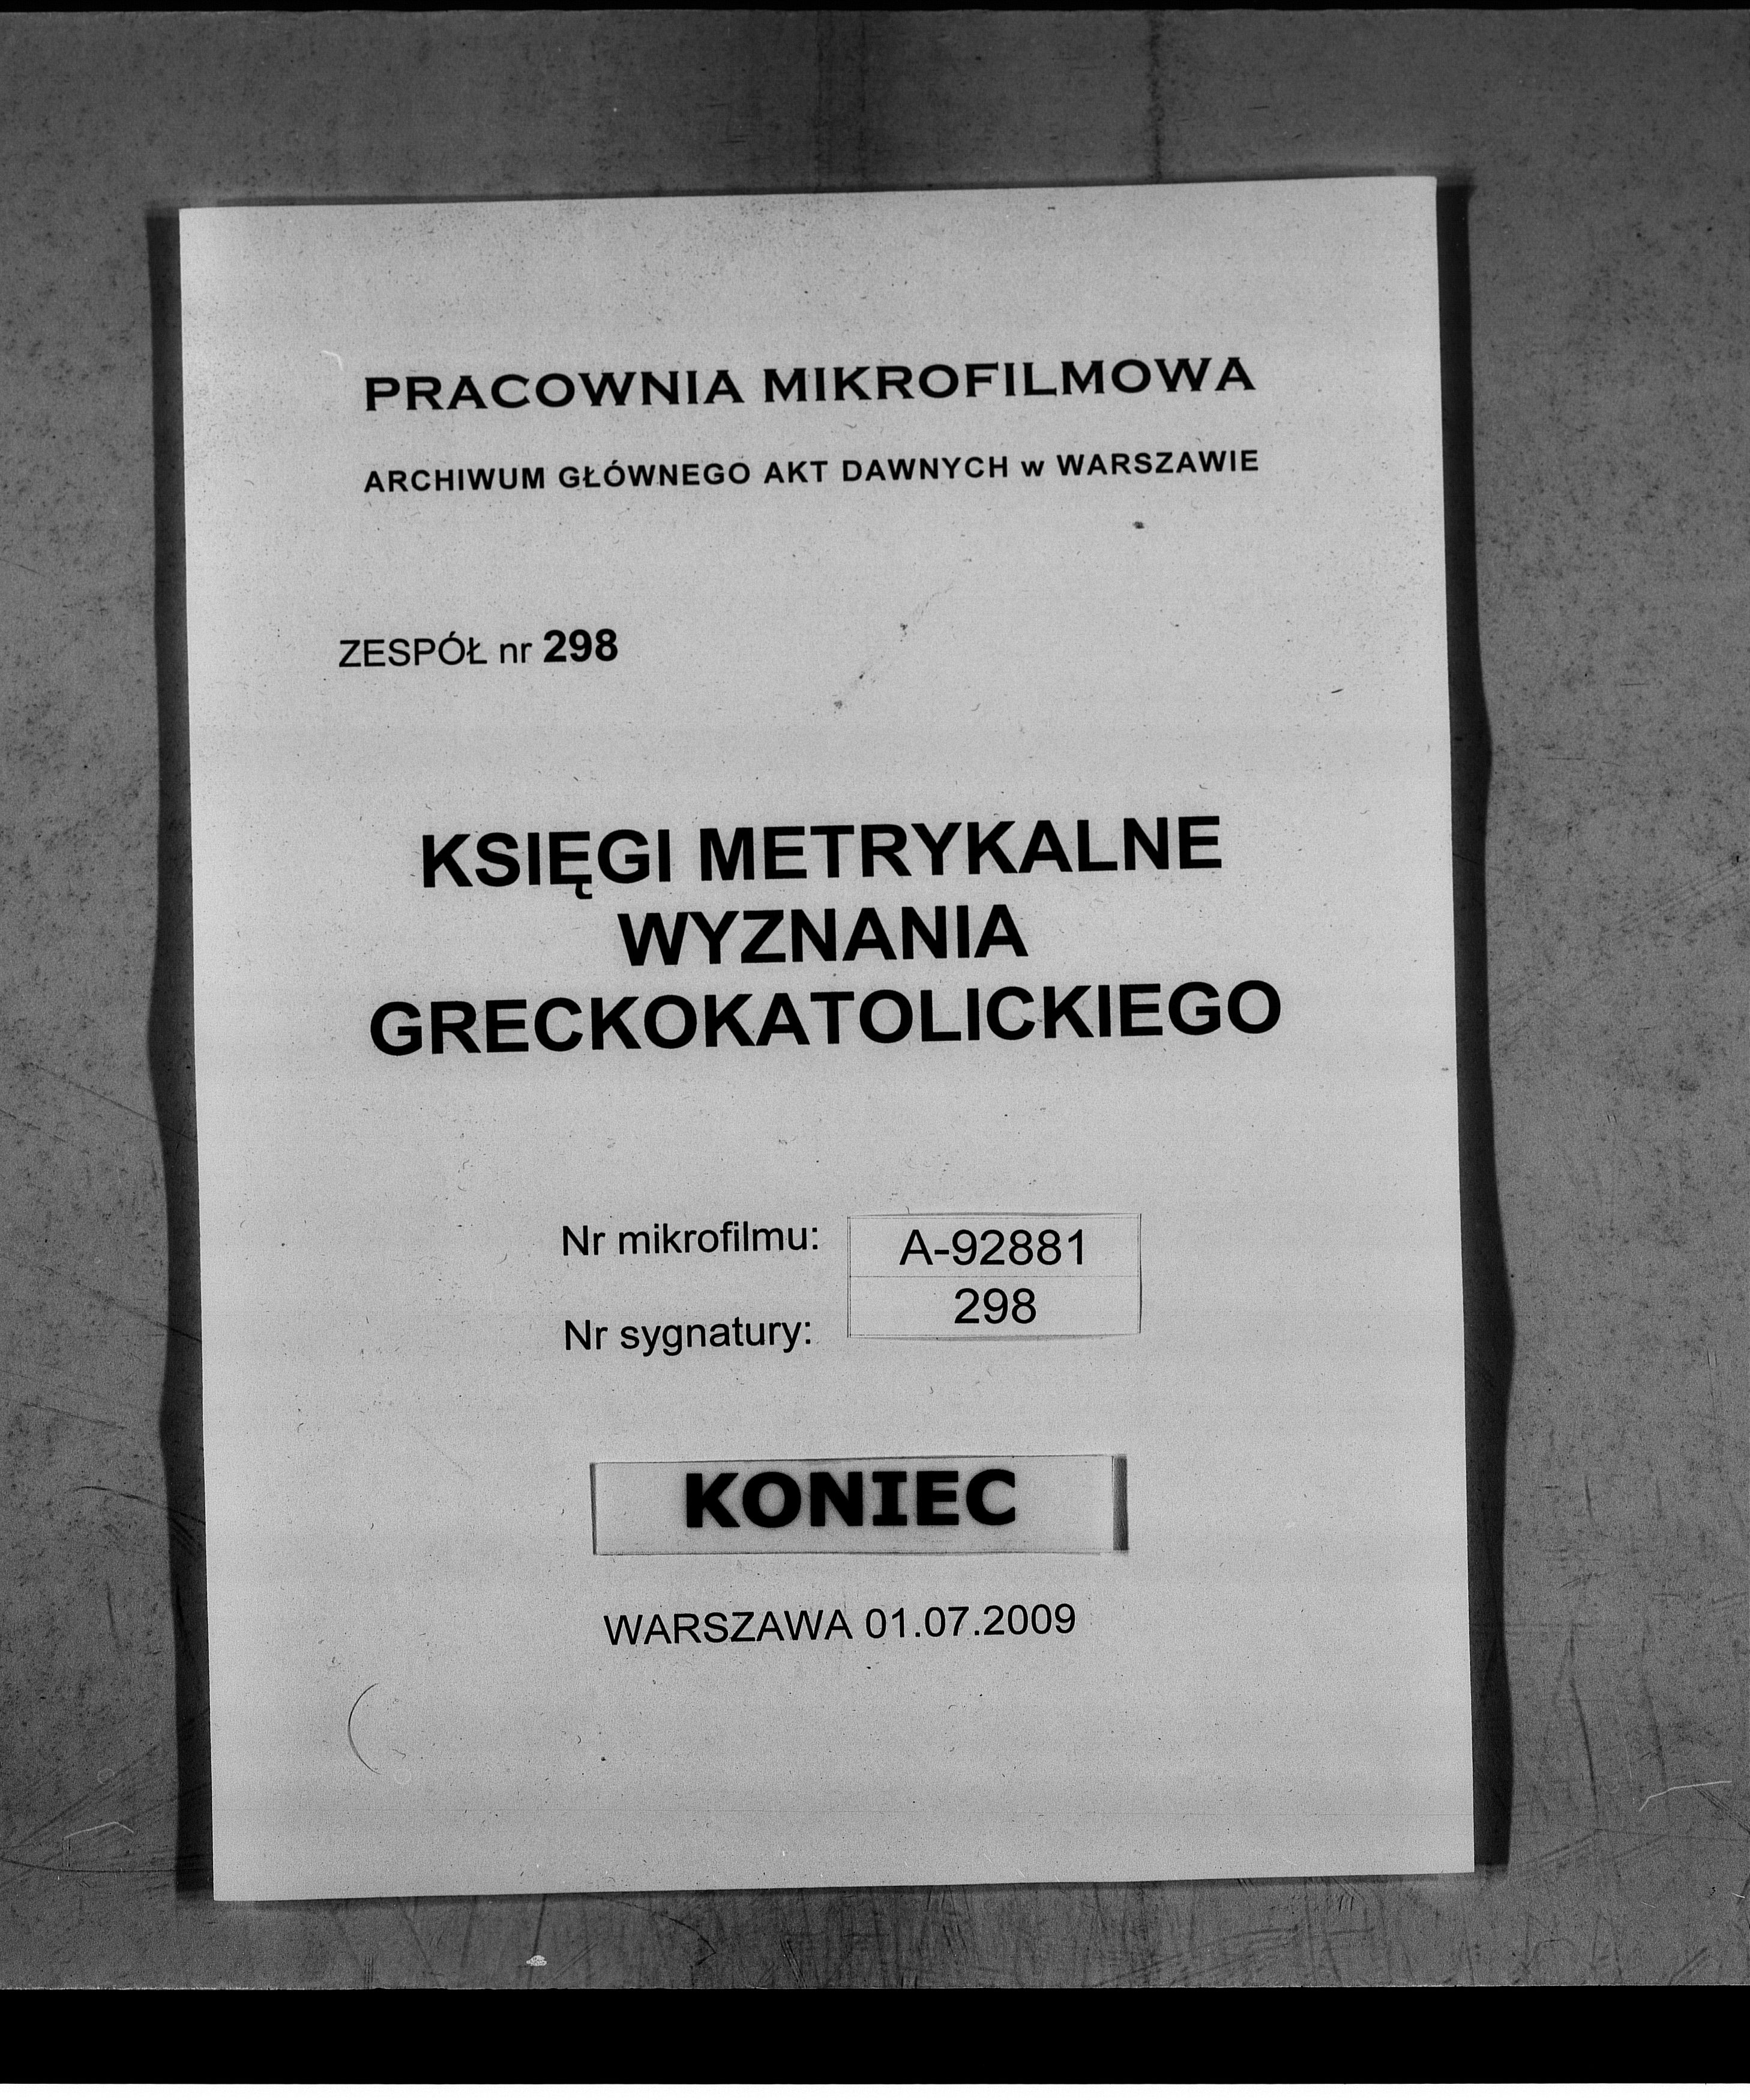 PRACOWNIA MIKROFILMOWA
ARCHIWUM GŁÓWNEGO AKT DAWNYCH w WARSZAWIE
ZESPÓŁ nr 298
KSIĘGI METRYKALNE
WYZNANIA
GRECKOKATOLICKIEGO
Nr mikrofilmu: A-92881
Nr sygnatury: 298
KONIEC
WARSZAWA 01.07.2009